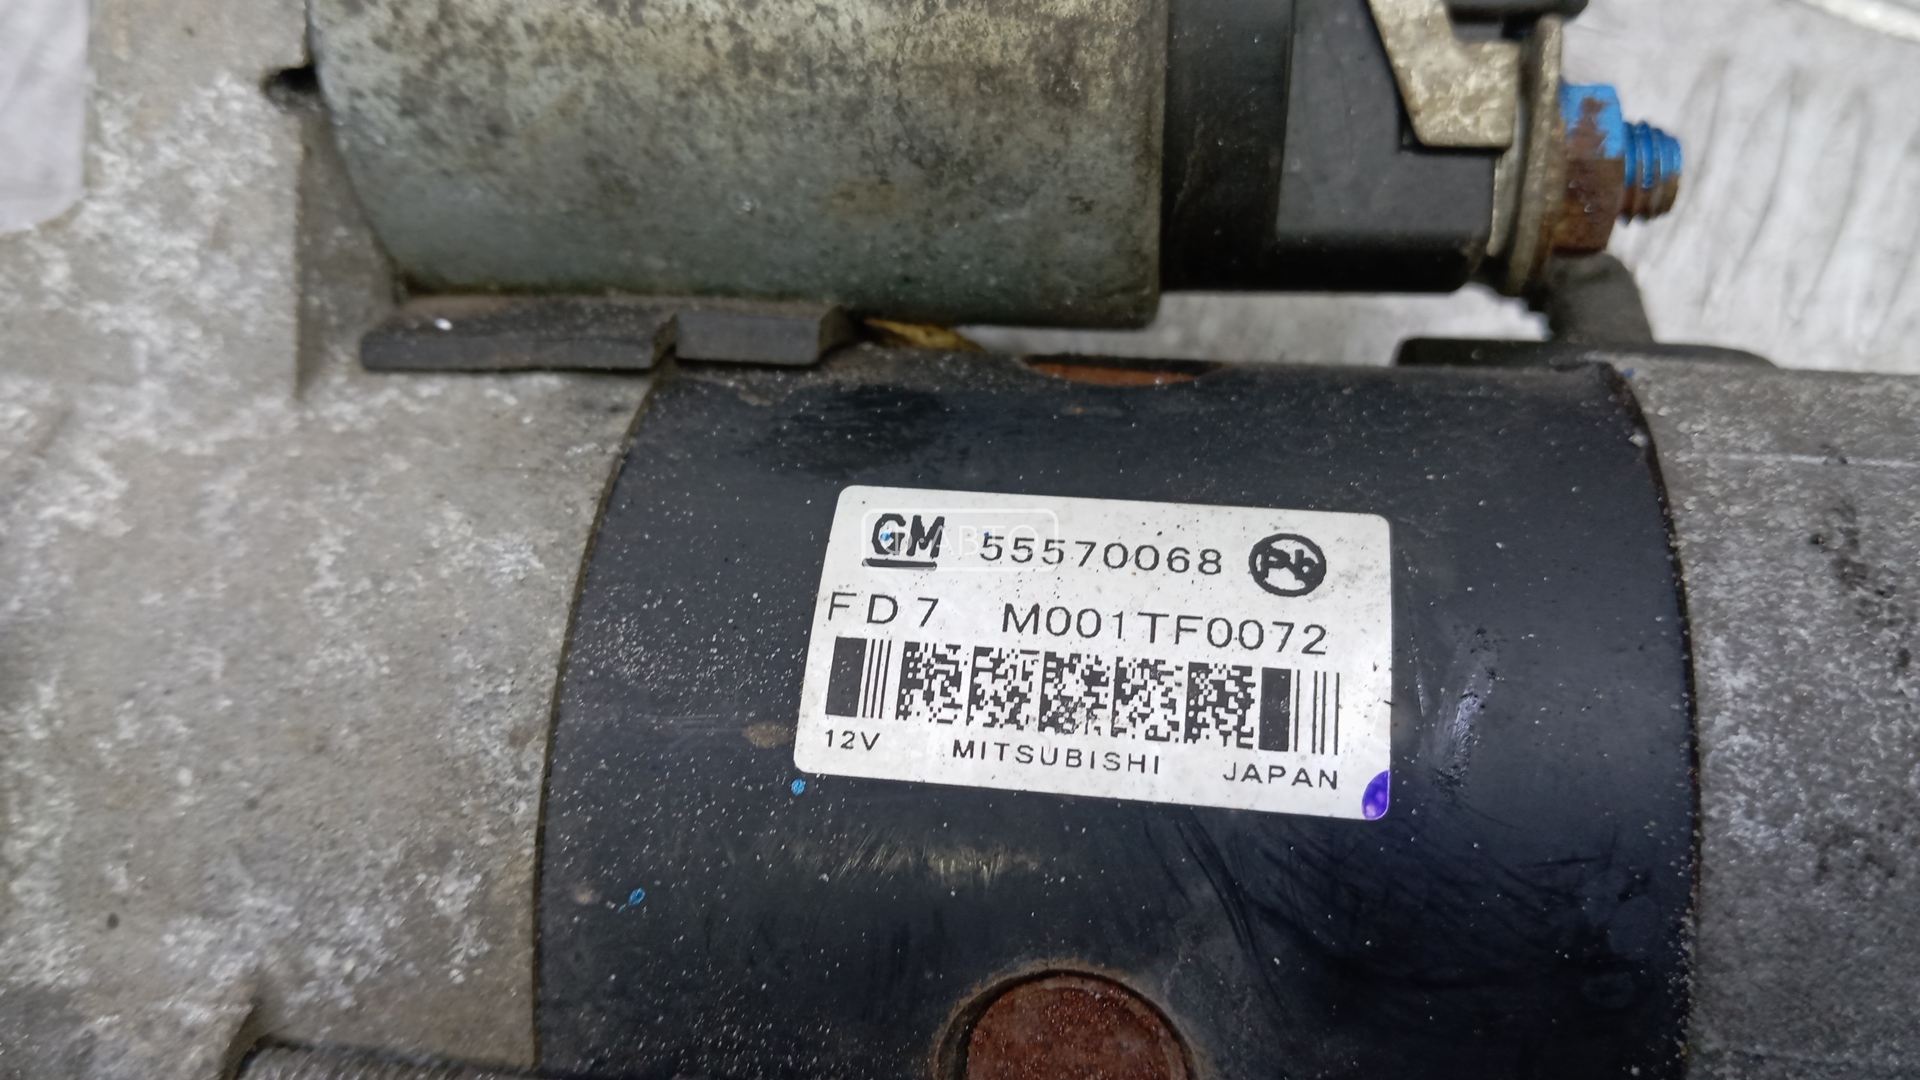 GM 55570068 Pb
FD7 M001TF0072
12V MITSUBISHI JAPAN